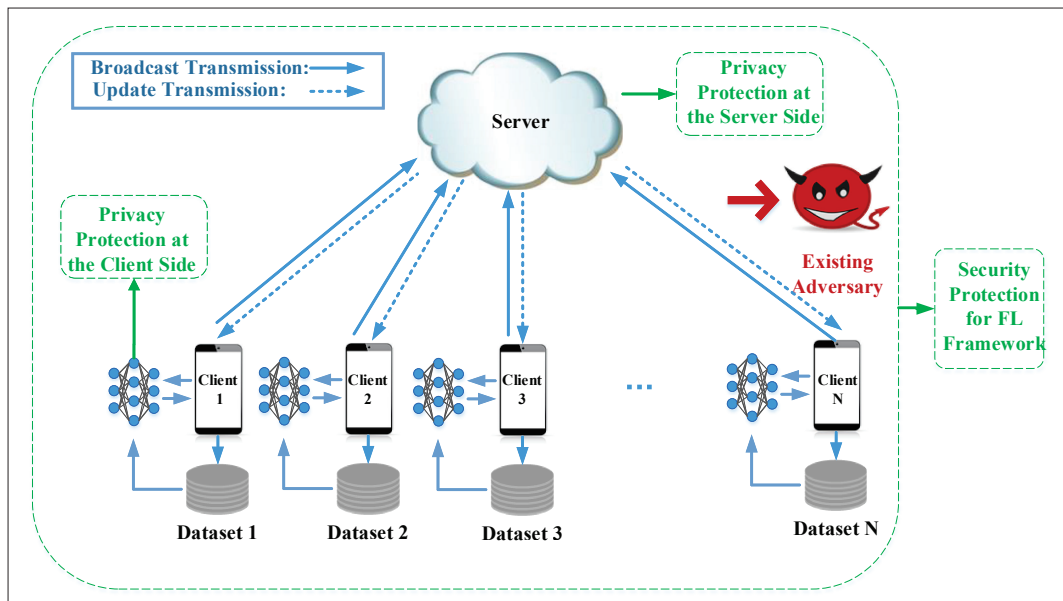 Broadcast Transmission:
Update Transmission:
Server
Privacy
Protection at
the Server Side
Privacy
Protection at
the Client Side
Existing
Adversary
Security
Protection
for FL
Framework
Client
1
Client
2
Client
3
...
Client
N
Dataset 1
Dataset 2
Dataset 3
Dataset N